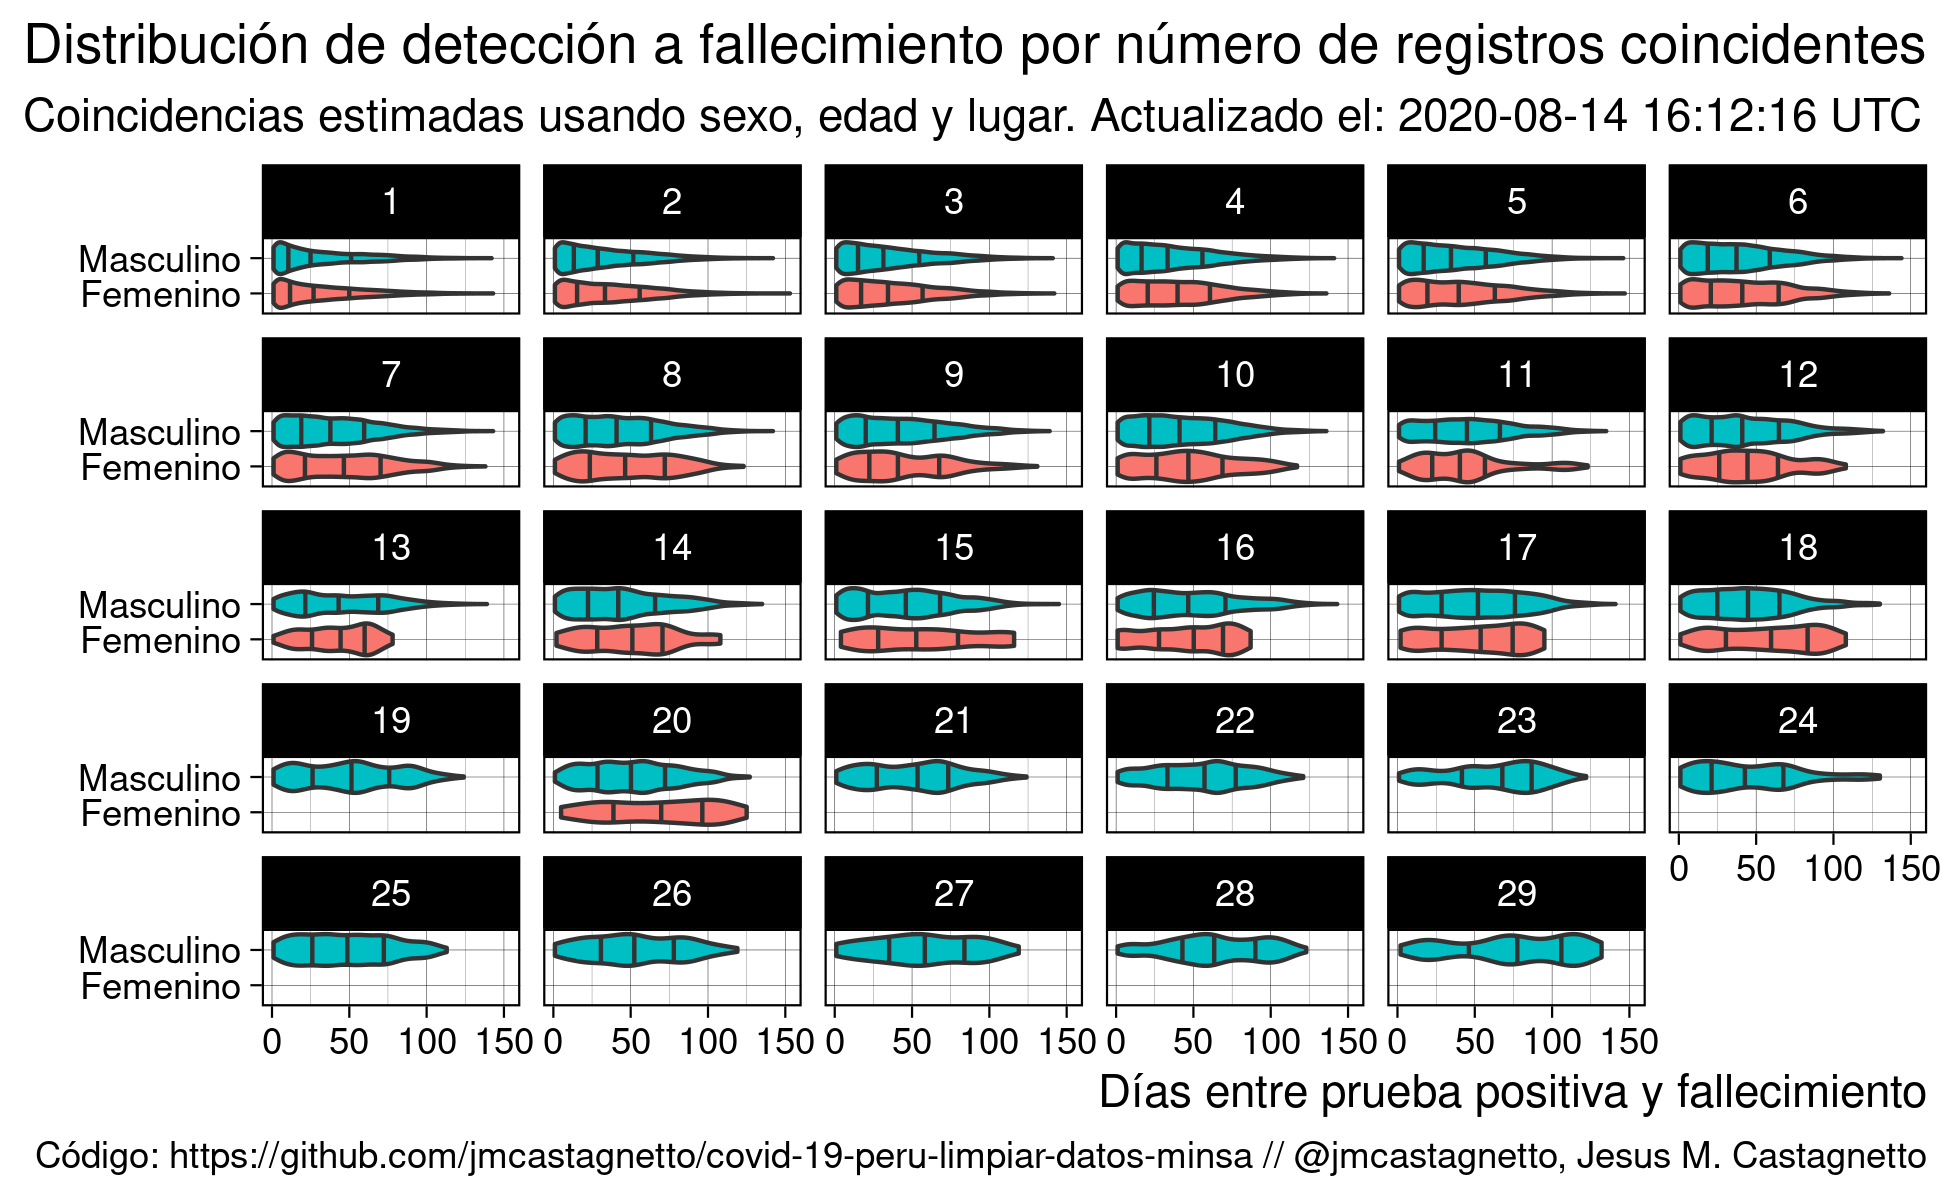 Distribución de detección a fallecimiento por número de registros coincidentes
Coincidencias estimadas usando sexo, edad y lugar. Actualizado el: 2020-08-14 16:12:16 UTC
1 2 3 4 5 6
Masculino
Femenino
7 8 9 10 11 12
Masculino
Femenino
13 14 15 16 17 18
Masculino
Femenino
19 20 21 22 23 24
Masculino
Femenino
0 50 100 150
25 26 27 28 29
Masculino
Femenino
0 50 100 150 0 50 100 150 0 50 100 150 0 50 100 150 0 50 100 150
Días entre prueba positiva y fallecimiento
Código: https://github.com/jmcastagnetto/covid-19-peru-limpiar-datos-minsa // @jmcastagnetto, Jesus M. Castagnetto